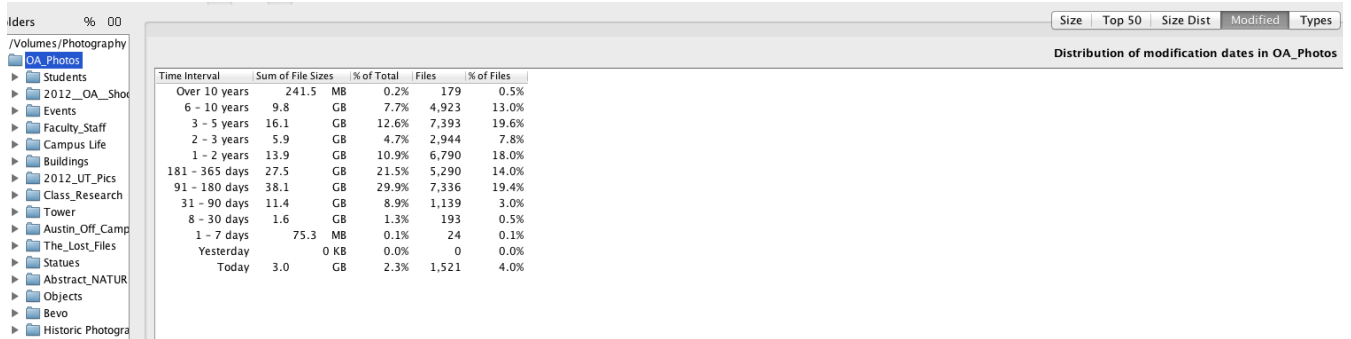 lders % 00
Size Top 50 Size Dist Modified Types
/Volumes/Photography
Distribution of modification dates in OA_Photos
OA_Photos
Students
2012__OA__Shoo
Events
Faculty_Staff
Campus Life
Buildings
2012_UT_Pics
Class_Research
Tower
Austin_Off_Camp
The_Lost_Files
Statues
Abstract_NATUR
Objects
Bevo
Historic Photogra
Time Interval Sum of File Sizes % of Total Files % of Files
Over 10 years 241.5 MB 0.2% 179 0.5%
6 - 10 years 9.8 GB 7.7% 4,923 13.0%
3 - 5 years 16.1 GB 12.6% 7,393 19.6%
2 - 3 years 5.9 GB 4.7% 2,944 7.8%
1 - 2 years 13.9 GB 10.9% 6,790 18.0%
181 - 365 days 27.5 GB 21.5% 5,290 14.0%
91 - 180 days 38.1 GB 29.9% 7,336 19.4%
31 - 90 days 11.4 GB 8.9% 1,139 3.0%
8 - 30 days 1.6 GB 1.3% 193 0.5%
1 - 7 days 75.3 MB 0.1% 24 0.1%
Yesterday 0 KB 0.0% 0 0.0%
Today 3.0 GB 2.3% 1,521 4.0%